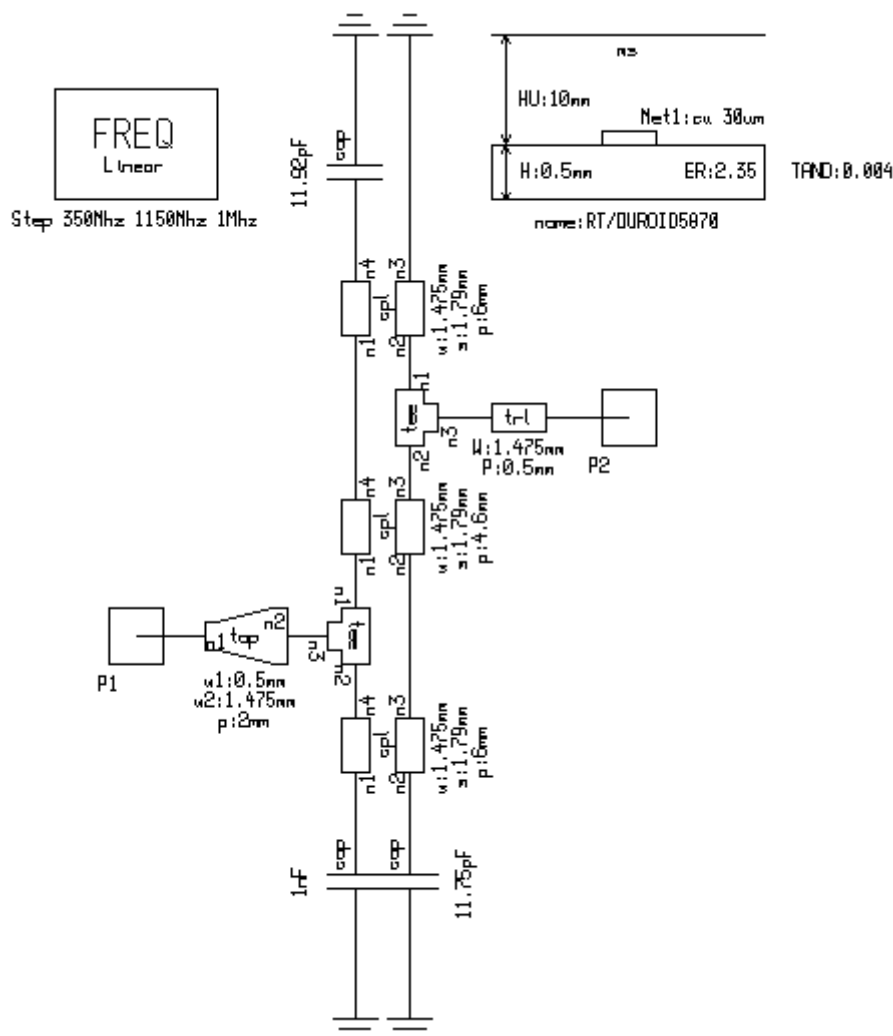 ms
HU:10mm
Net1:cu 30um
FREQ
Linear
H:0.5mm
ER:2.35
TAND:0.004
Step 350Mhz 1150Mhz 1Mhz
name:RT/DUROID5870
cap
11.92pF
n4
n3
cpl
n1
n2
w:1.475mm
s:1.79mm
p:6mm
n1
tee
n3
n2
trl
W:1.475mm
P:0.5mm
P2
n4
n3
cpl
n1
n2
w:1.475mm
s:1.79mm
p:4.6mm
n1
tee
n3
n2
n1
tap
n2
P1
w1:0.5mm
w2:1.475mm
p:2mm
n4
n3
cpl
n1
n2
w:1.475mm
s:1.79mm
p:6mm
cap
cap
1nF
11.75pF